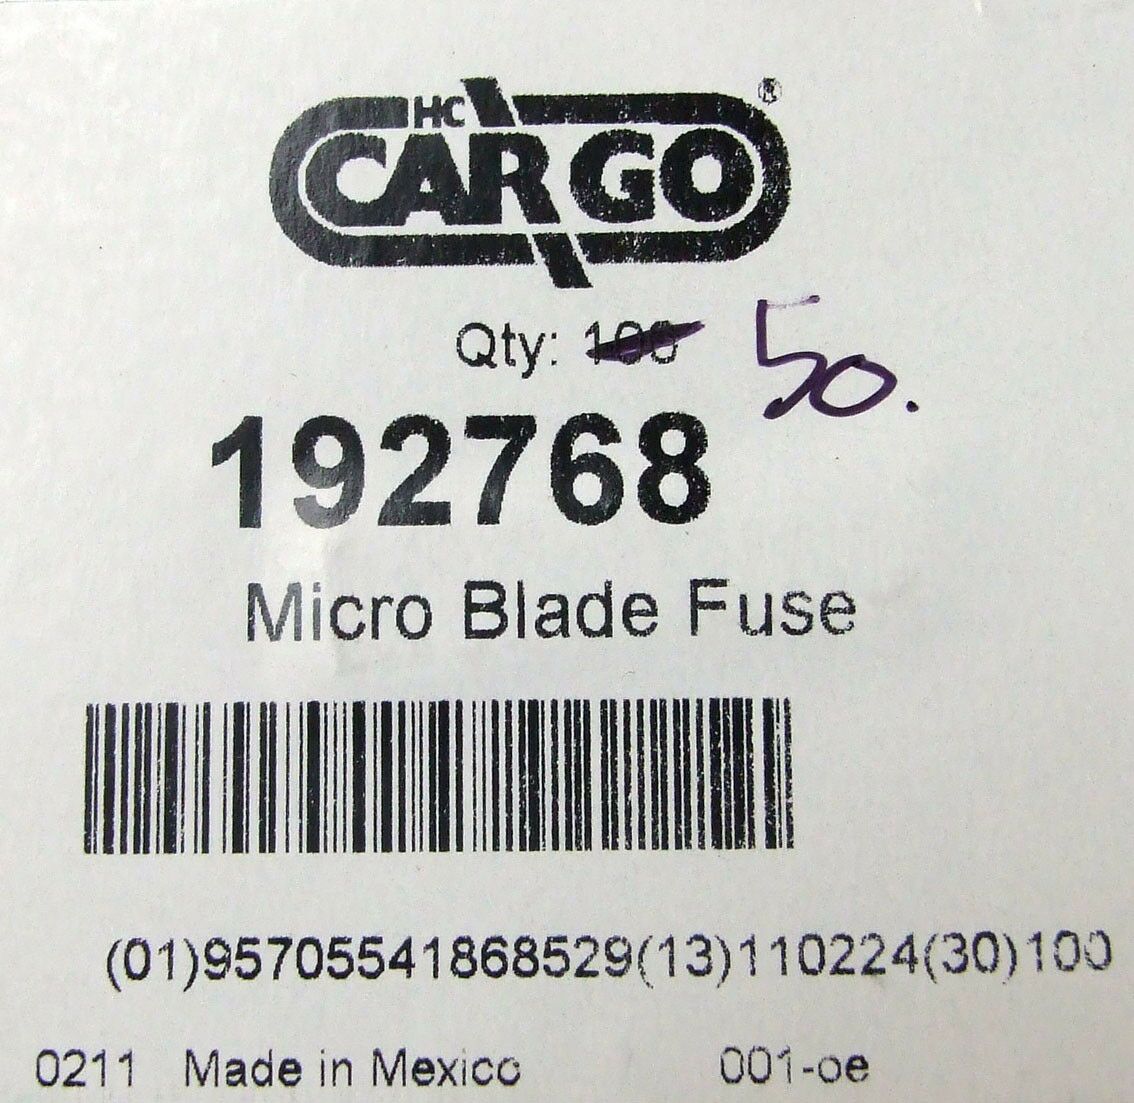 HC
CARGO®
Qty: 100 50.
192768
Micro Blade Fuse
(01)95705541868529(13)110224(30)100
0211 Made in Mexico 001-oe